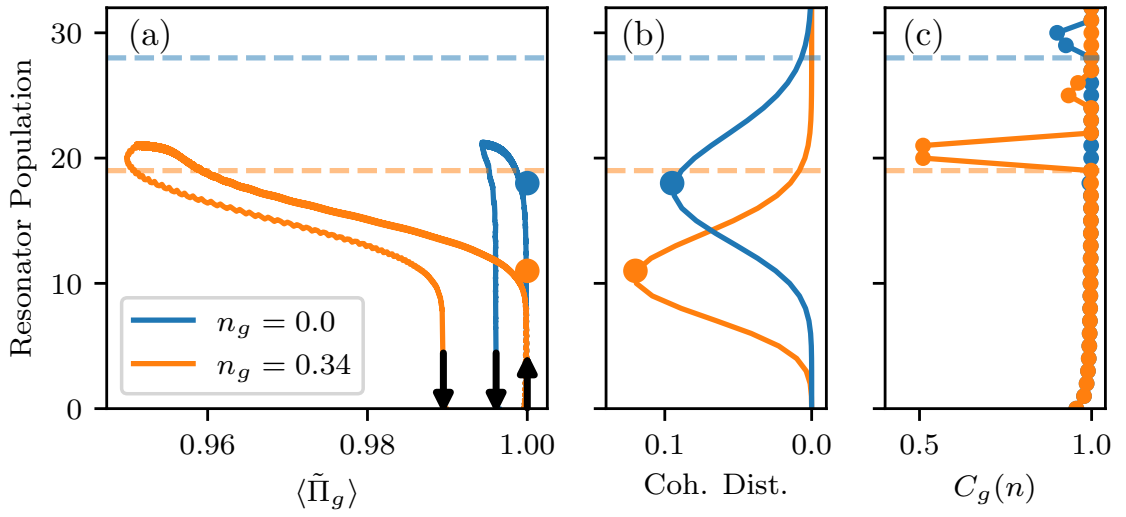 (a)
(b)
(c)
Resonator Population
30
20
10
0
n_g = 0.0
n_g = 0.34
0.96
0.98
1.00
0.1
0.0
0.5
1.0
⟨Π̃_g⟩
Coh. Dist.
C_g(n)